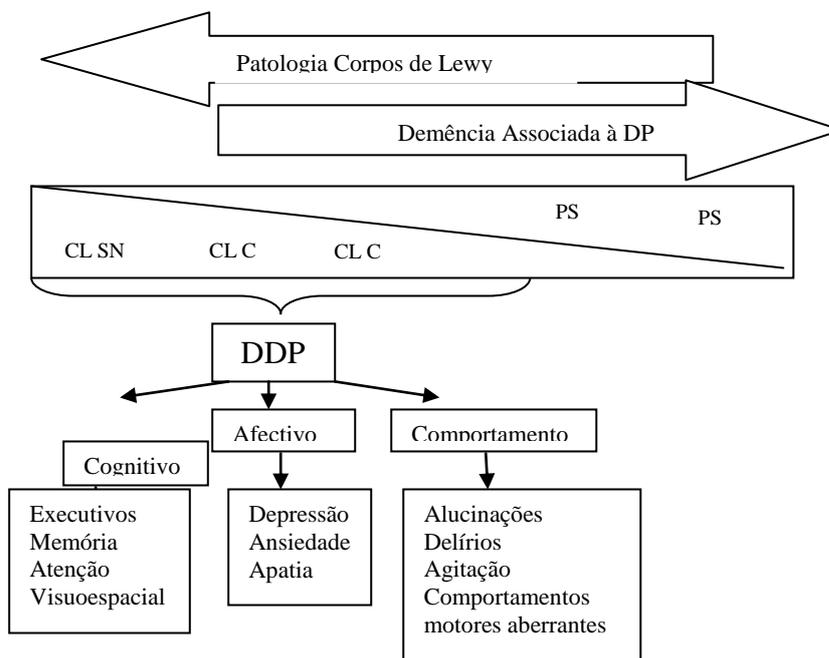 Patologia Corpos de Lewy
Demência Associada à DP
PS PS
CL SN CL C CL C
DDP
Afectivo Comportamento
Cognitivo
Executivos
Memória
Atenção
Visuoespacial
Depressão
Ansiedade
Apatia
Alucinações
Delírios
Agitação
Comportamentos
motores aberrantes